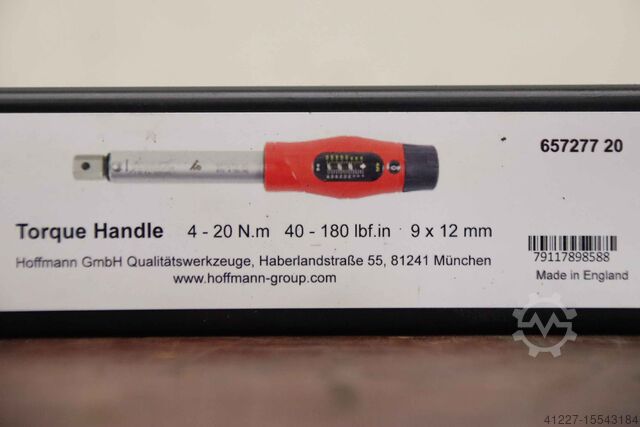 657277 20
Torque Handle 4 - 20 N.m 40 - 180 lbf.in 9 x 12 mm
Hoffmann GmbH Qualitätswerkzeuge, Haberlandstraße 55, 81241 München
www.hoffmann-group.com
79117898588
Made in England
41227-15543184